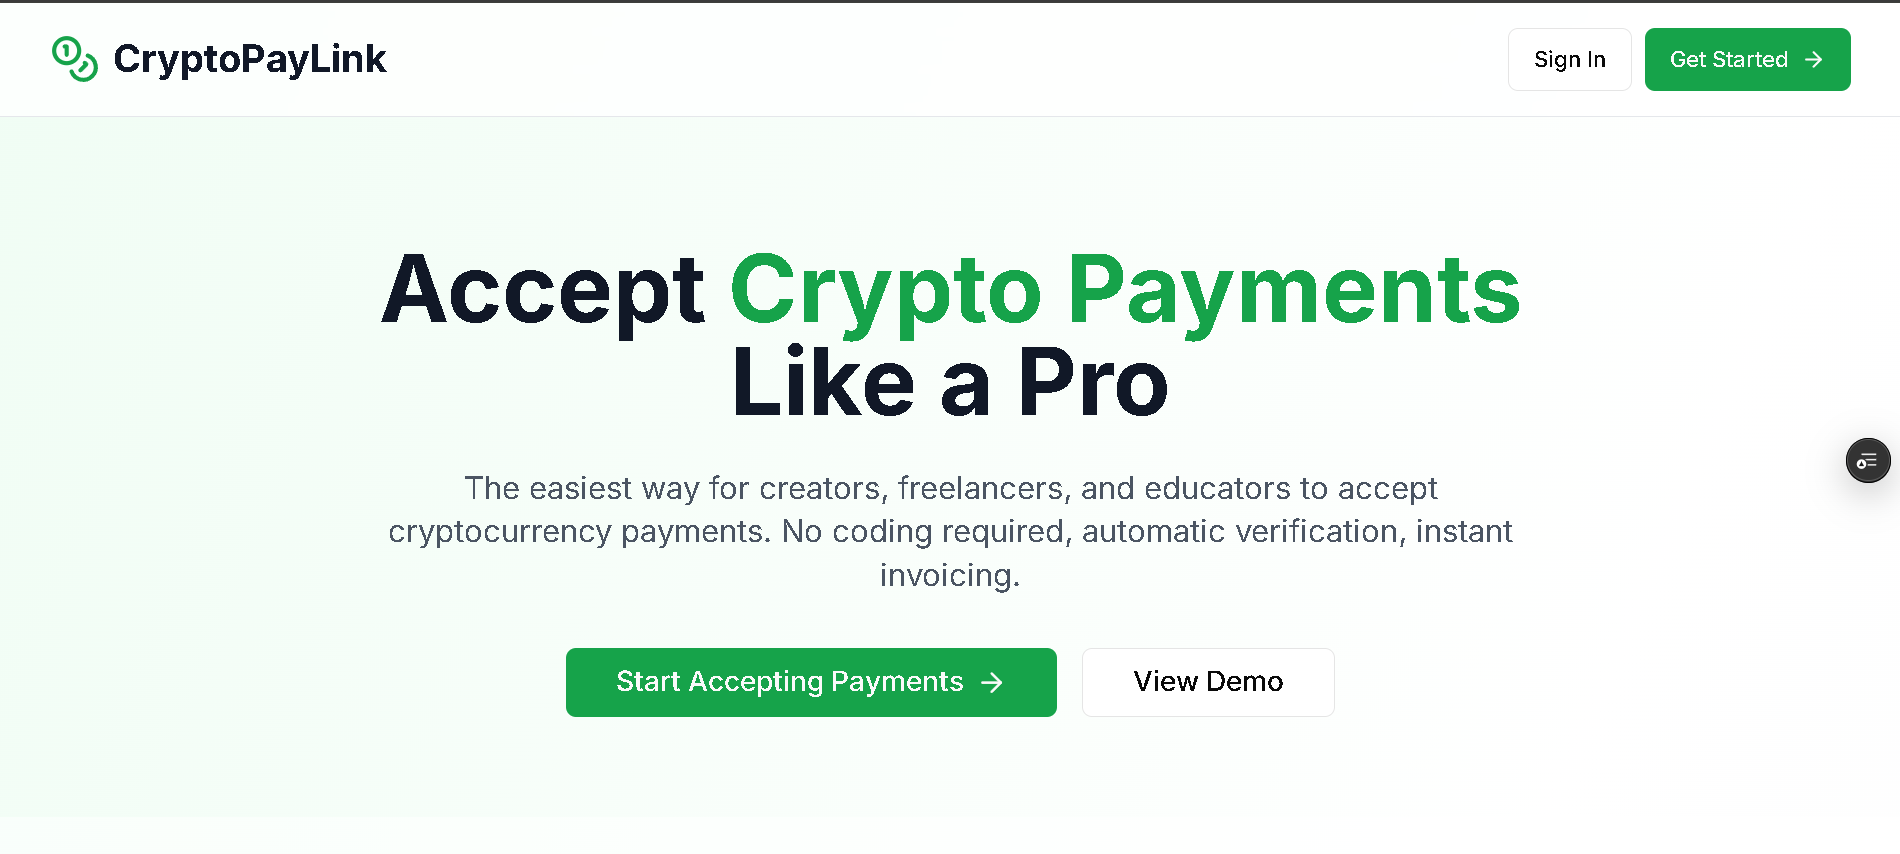 CryptoPayLink
Sign In
Get Started
Accept Crypto Payments
Like a Pro
The easiest way for creators, freelancers, and educators to accept
cryptocurrency payments. No coding required, automatic verification, instant
invoicing.
Start Accepting Payments
View Demo